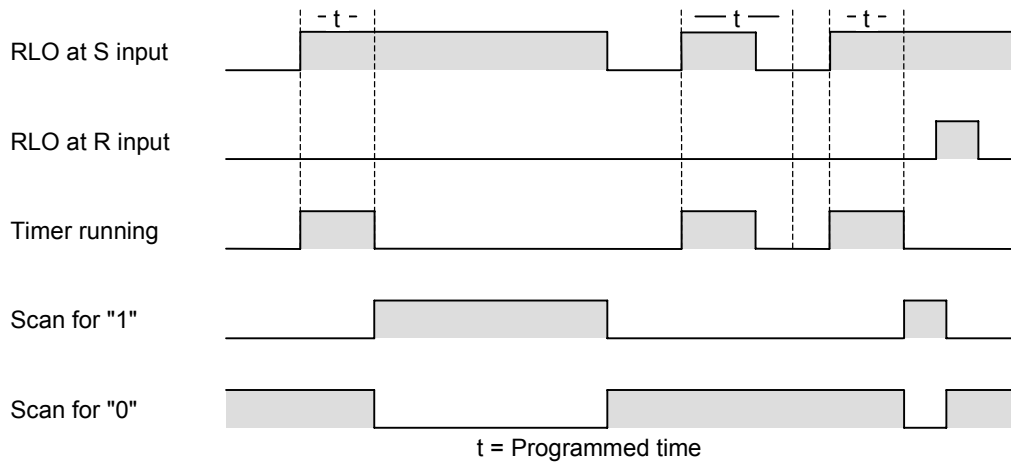 - t -
— t —
- t -
RLO at S input
RLO at R input
Timer running
Scan for "1"
Scan for "0"
t = Programmed time